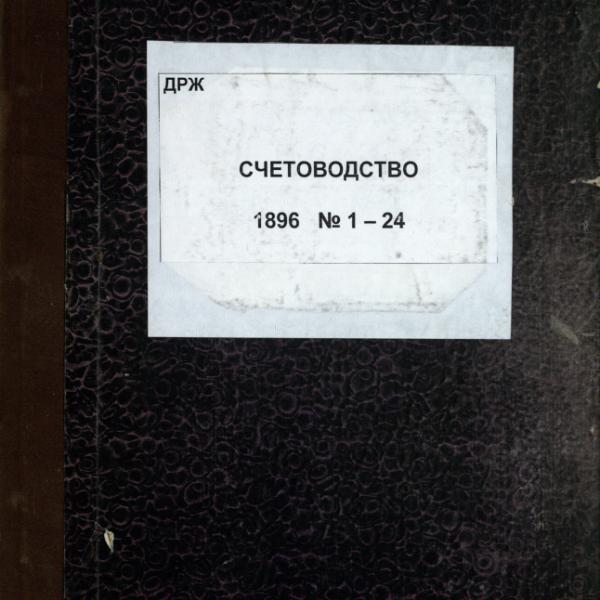 ДРЖ
СЧЕТОВОДСТВО
1896 № 1 – 24